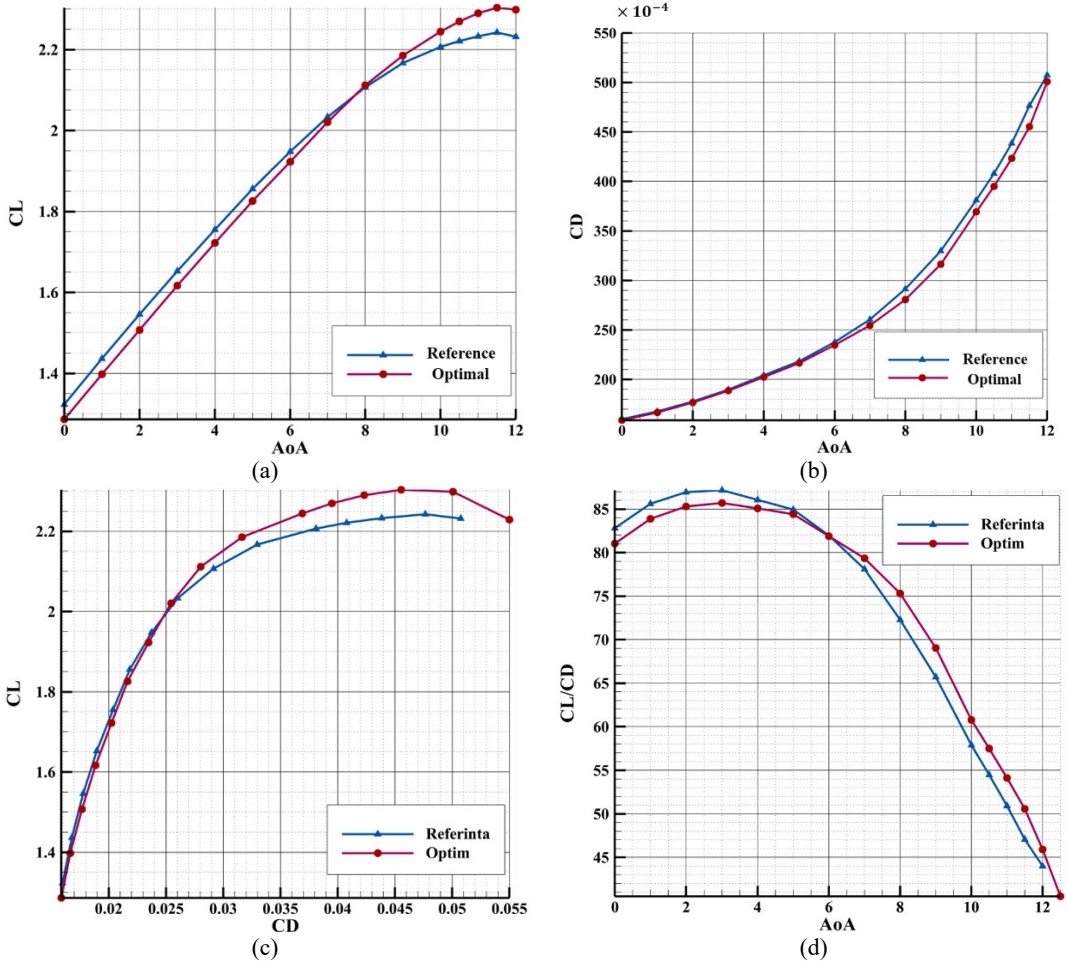 2.2
2
1.8
1.6
1.4
CL
Reference
Optimal
0 2 4 6 8 10 12
AoA
(a)
× 10⁻⁴
550
500
450
400
350
300
250
200
CD
Reference
Optimal
0 2 4 6 8 10 12
AoA
(b)
2.2
2
1.8
1.6
1.4
CL
Referinta
Optim
0.02 0.025 0.03 0.035 0.04 0.045 0.05 0.055
CD
(c)
85
80
75
70
65
60
55
50
45
CL/CD
Referinta
Optim
0 2 4 6 8 10 12
AoA
(d)